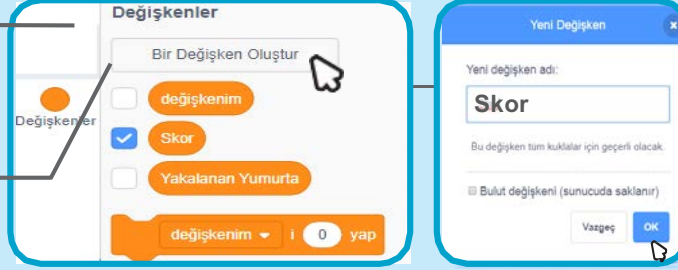 Değişkenler
Bir Değişken Oluştur
değişkenim
Değişkenler
Skor
Yakalanan Yumurta
değişkenim i 0 yap
Yeni Değişken
x
Yeni değişken adı:
Skor
Bu değişken tüm kuklalar için geçerli olacak.
Bulut değişkeni (sunucuda saklanır)
Vazgeç OK